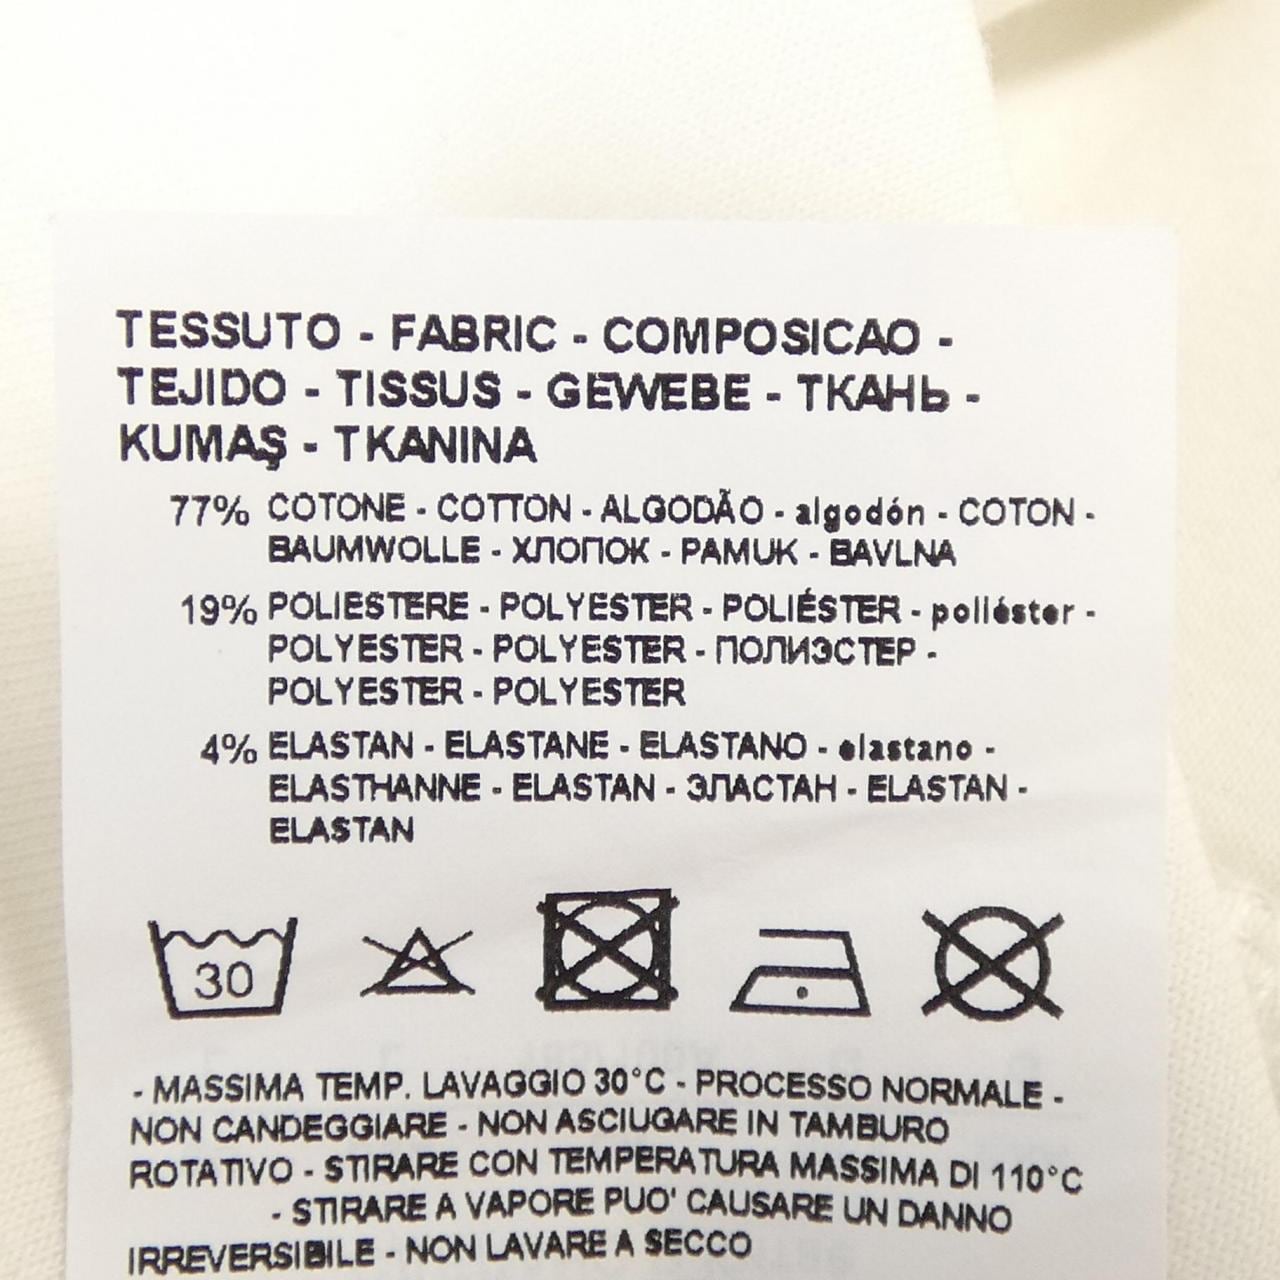 TESSUTO - FABRIC - COMPOSICAO -
TEJIDO - TISSUS - GEWEBE - ТКАНЬ -
KUMAŞ - TKANINA
77% COTONE - COTTON - ALGODÃO - algodón - COTON -
BAUMWOLLE - ХЛОПОК - PAMUK - BAVLNA
19% POLIESTERE - POLYESTER - POLIÉSTER - poliéster -
POLYESTER - POLYESTER - ПОЛИЭСТЕР -
POLYESTER - POLYESTER
4% ELASTAN - ELASTANE - ELASTANO - elastano -
ELASTHANNE - ELASTAN - ЭЛАСТАН - ELASTAN -
ELASTAN
30
- MASSIMA TEMP. LAVAGGIO 30°C - PROCESSO NORMALE -
NON CANDEGGIARE - NON ASCIUGARE IN TAMBURO
ROTATIVO - STIRARE CON TEMPERATURA MASSIMA DI 110°C
- STIRARE A VAPORE PUO' CAUSARE UN DANNO
IRREVERSIBILE - NON LAVARE A SECCO